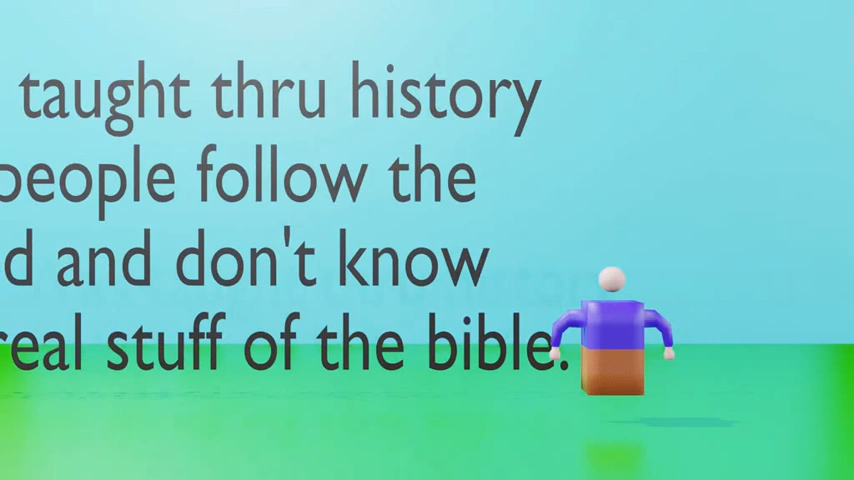 taught thru history
people follow the
d and don't know
real stuff of the bible.